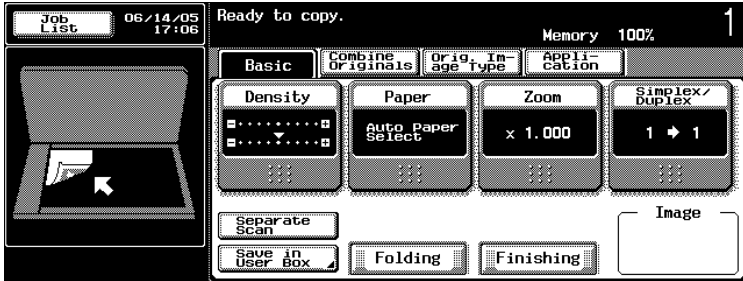 Job List
06/14/05
17:06
Ready to copy.
Memory 100%
1
Basic
Combine Originals
Orig. Im-
age Type
Appli-
cation
Density
Paper
Zoom
Simplex/
Duplex
Auto Paper
Select
× 1.000
1 → 1
Separate
Scan
Save in
User Box
Folding
Finishing
Image